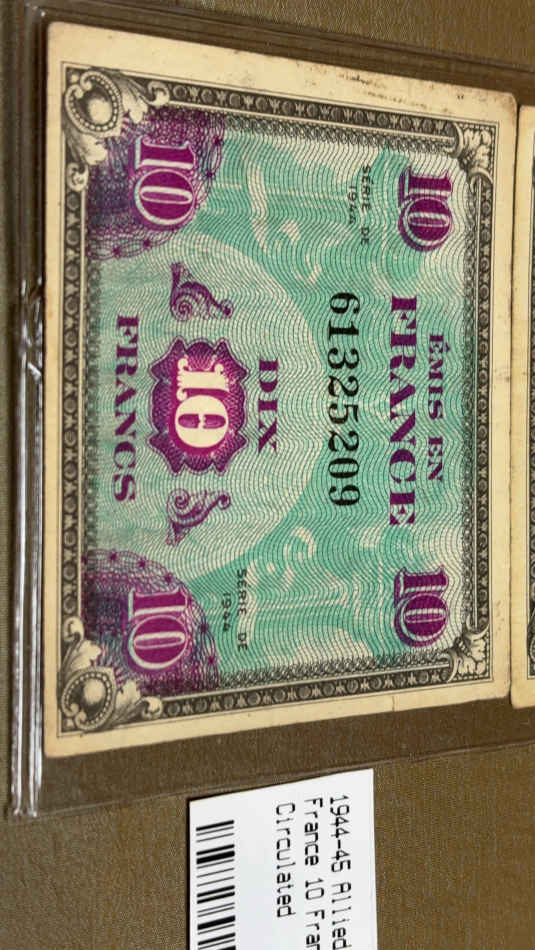 ÉMIS EN
FRANCE
10
10
SÉRIE DE
1944
61325209
DIX
10
FRANCS
SÉRIE DE
1944
10
10
1944-45 Allied
France 10
Circulated